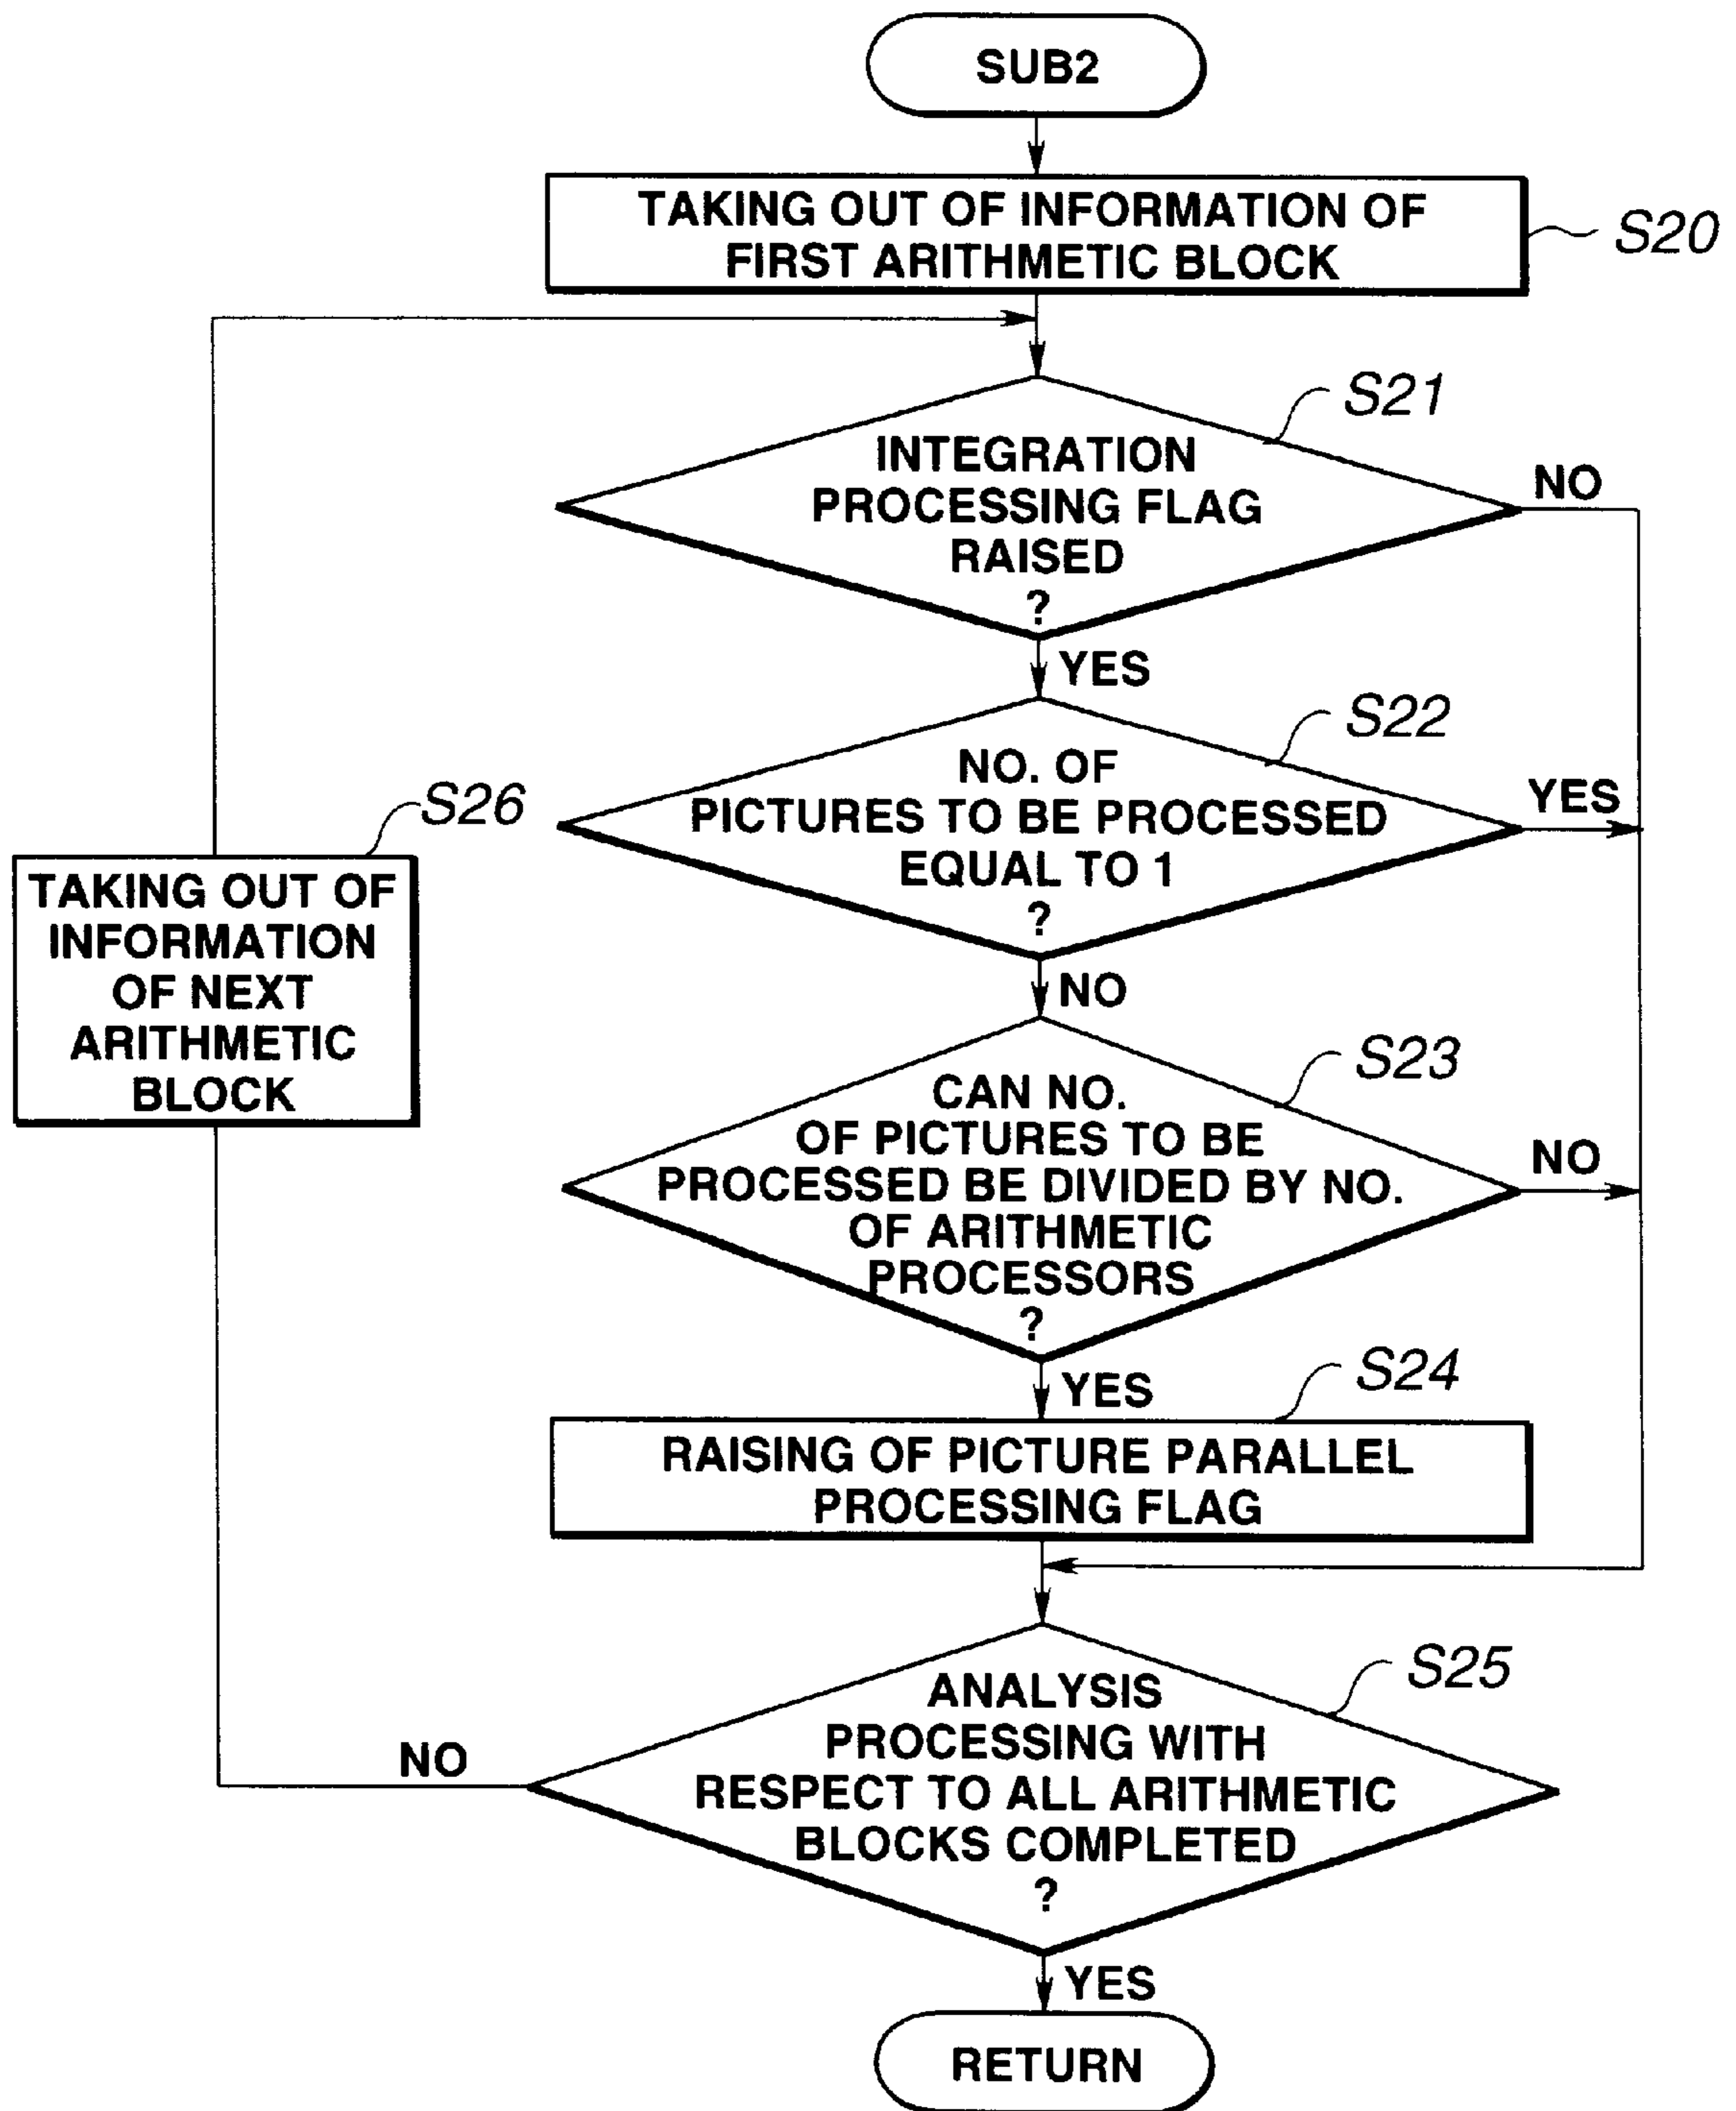 SUB2
TAKING OUT OF INFORMATION OF
FIRST ARITHMETIC BLOCK
S20
S21
INTEGRATION
PROCESSING FLAG
RAISED
?
NO
YES
S22
NO. OF
PICTURES TO BE PROCESSED
EQUAL TO 1
?
YES
NO
S26
TAKING OUT OF
INFORMATION
OF NEXT
ARITHMETIC
BLOCK
S23
CAN NO.
OF PICTURES TO BE
PROCESSED BE DIVIDED BY NO.
OF ARITHMETIC
PROCESSORS
?
NO
YES
S24
RAISING OF PICTURE PARALLEL
PROCESSING FLAG
S25
ANALYSIS
PROCESSING WITH
RESPECT TO ALL ARITHMETIC
BLOCKS COMPLETED
?
NO
YES
RETURN